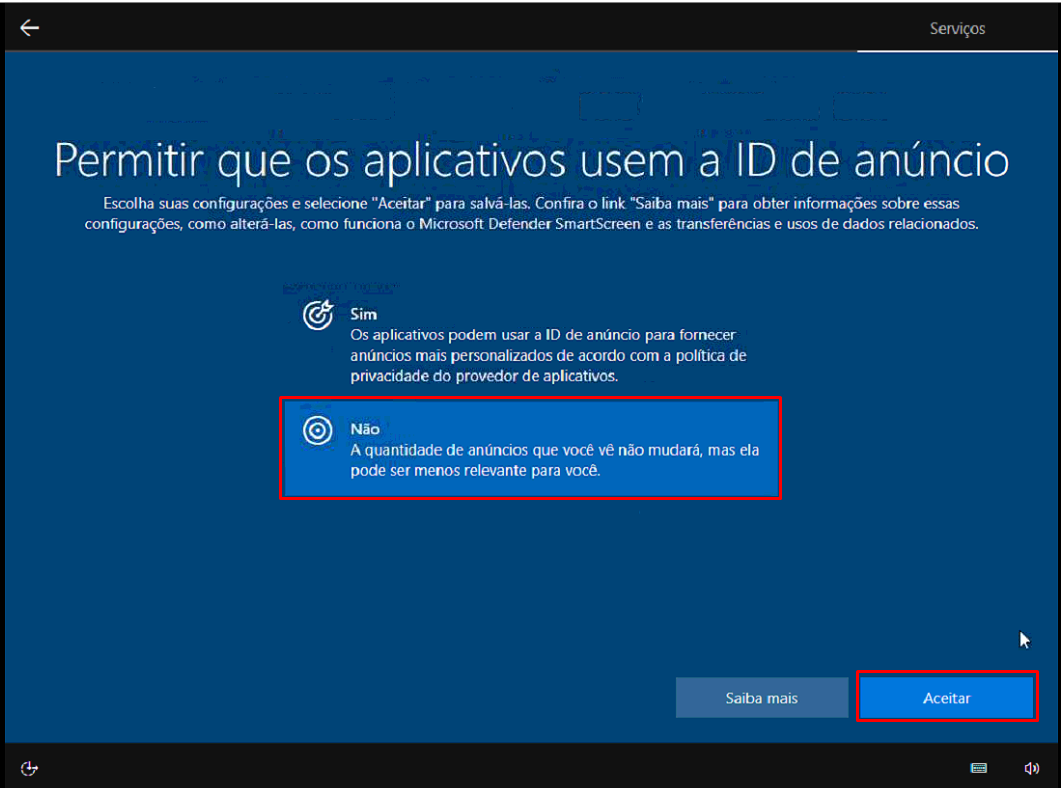 Serviços
Permitir que os aplicativos usem a ID de anúncio
Escolha suas configurações e selecione "Aceitar" para salvá-las. Confira o link "Saiba mais" para obter informações sobre essas
configurações, como alterá-las, como funciona o Microsoft Defender SmartScreen e as transferências e usos de dados relacionados.
Sim
Os aplicativos podem usar a ID de anúncio para fornecer
anúncios mais personalizados de acordo com a política de
privacidade do provedor de aplicativos.
Não
A quantidade de anúncios que você vê não mudará, mas ela
pode ser menos relevante para você.
Saiba mais
Aceitar